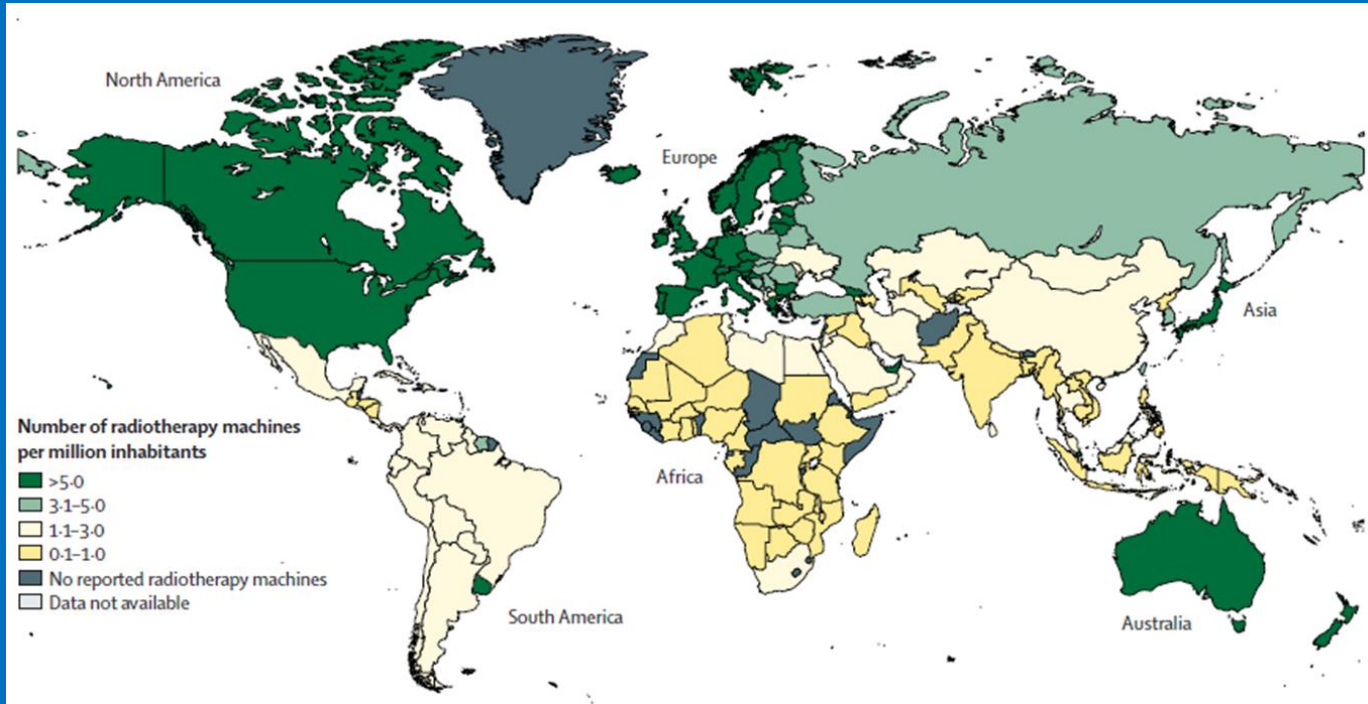 North America
Europe
Asia
Number of radiotherapy machines
per million inhabitants
>5·0
3·1–5·0
1·1–3·0
0·1–1·0
No reported radiotherapy machines
Data not available
Africa
South America
Australia